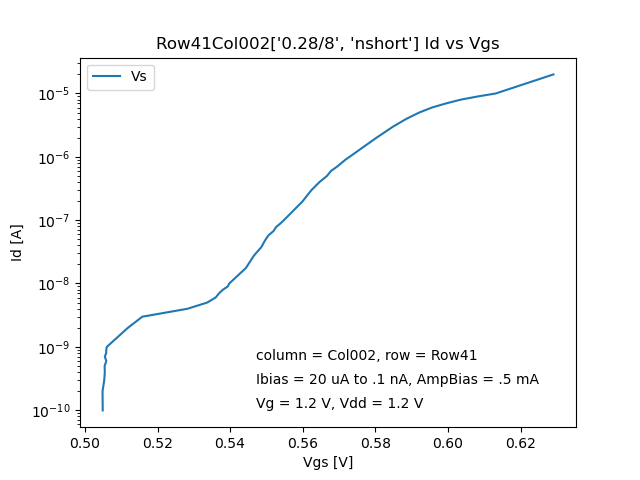 Row41Col002['0.28/8', 'nshort'] Id vs Vgs
Vs
10⁻⁵
10⁻⁶
10⁻⁷
10⁻⁸
10⁻⁹
10⁻¹⁰
Id [A]
column = Col002, row = Row41
Ibias = 20 uA to .1 nA, AmpBias = .5 mA
Vg = 1.2 V, Vdd = 1.2 V
0.50 0.52 0.54 0.56 0.58 0.60 0.62
Vgs [V]